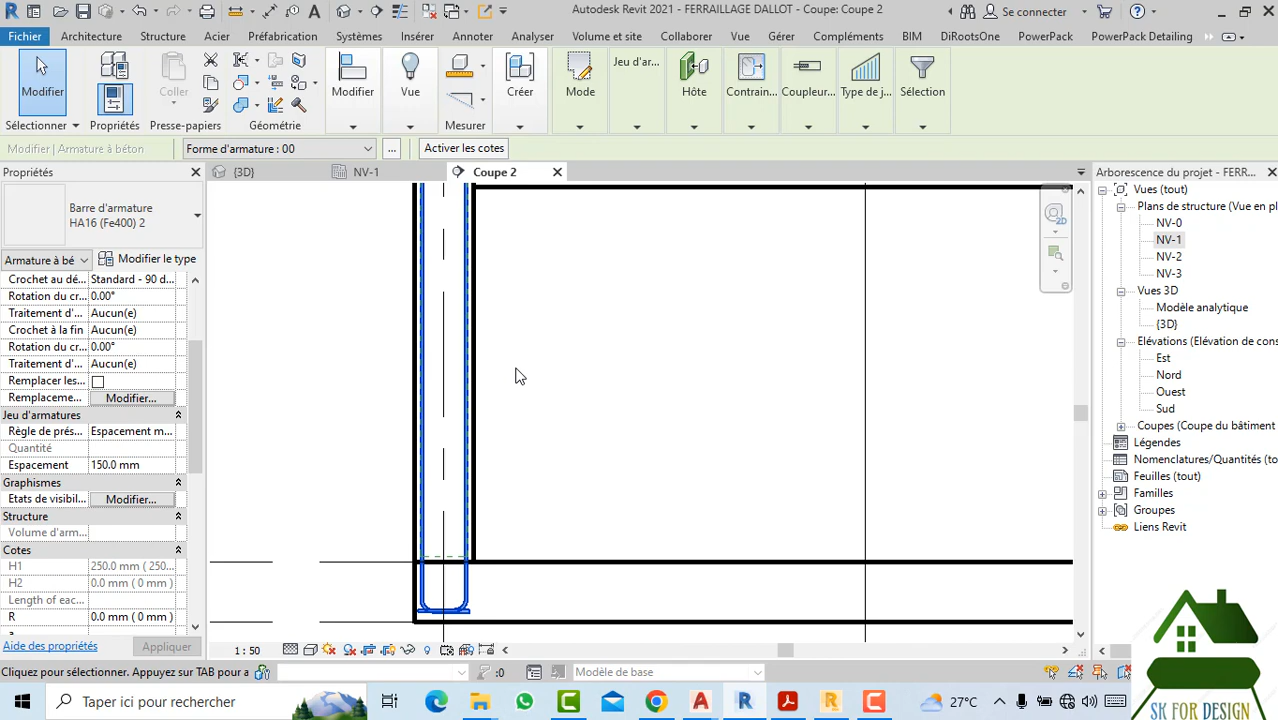 Autodesk Revit 2021 - FERRAILLAGE DALLOT - Coupe: Coupe 2
Se connecter
Fichier Architecture Structure Acier Préfabrication Systèmes Insérer Annoter Analyser Volume et site Collaborer Vue Gérer Compléments BIM DiRootsOne PowerPack PowerPack Detailing
Modifier Coller Modifier Vue Créer Mode Jeu d'ar... Hôte Contrain... Coupleur... Type de j... Sélection
Sélectionner Propriétés Presse-papiers Géométrie Mesurer
Modifier | Armature à béton Forme d'armature : 00 ... Activer les cotes
Propriétés {3D} NV-1 Coupe 2 Arborescence du projet - FERR...
Barre d'armature
HA16 (Fe400) 2
Armature à bé Modifier le type
Crochet au dé... Standard - 90 d...
Rotation du cr... 0.00°
Traitement d'... Aucun(e)
Crochet à la fin Aucun(e)
Rotation du cr... 0.00°
Traitement d'... Aucun(e)
Remplacer les
Remplaceme... Modifier...
Jeu d'armatures
Règle de prés... Espacement m...
Quantité
Espacement 150.0 mm
Graphismes
Etats de visibil... Modifier...
Structure
Volume d'arm...
Cotes
H1 250.0 mm (250...
H2 0.0 mm (0 mm)
Length of eac...
R 0.0 mm (0 mm)
a
Aide des propriétés Appliquer
Vues (tout)
Plans de structure (Vue en pl
NV-0
NV-1
NV-2
NV-3
Vues 3D
Modèle analytique
{3D}
Elévations (Elévation de cons
Est
Nord
Ouest
Sud
Coupes (Coupe du bâtiment
Légendes
Nomenclatures/Quantités (to
Feuilles (tout)
Familles
Groupes
Liens Revit
2D
1 : 50
Cliquez pour sélectionner. Appuyez sur TAB pour a :0 Modèle de base
Taper ici pour rechercher 27°C
SK FOR DESIGN